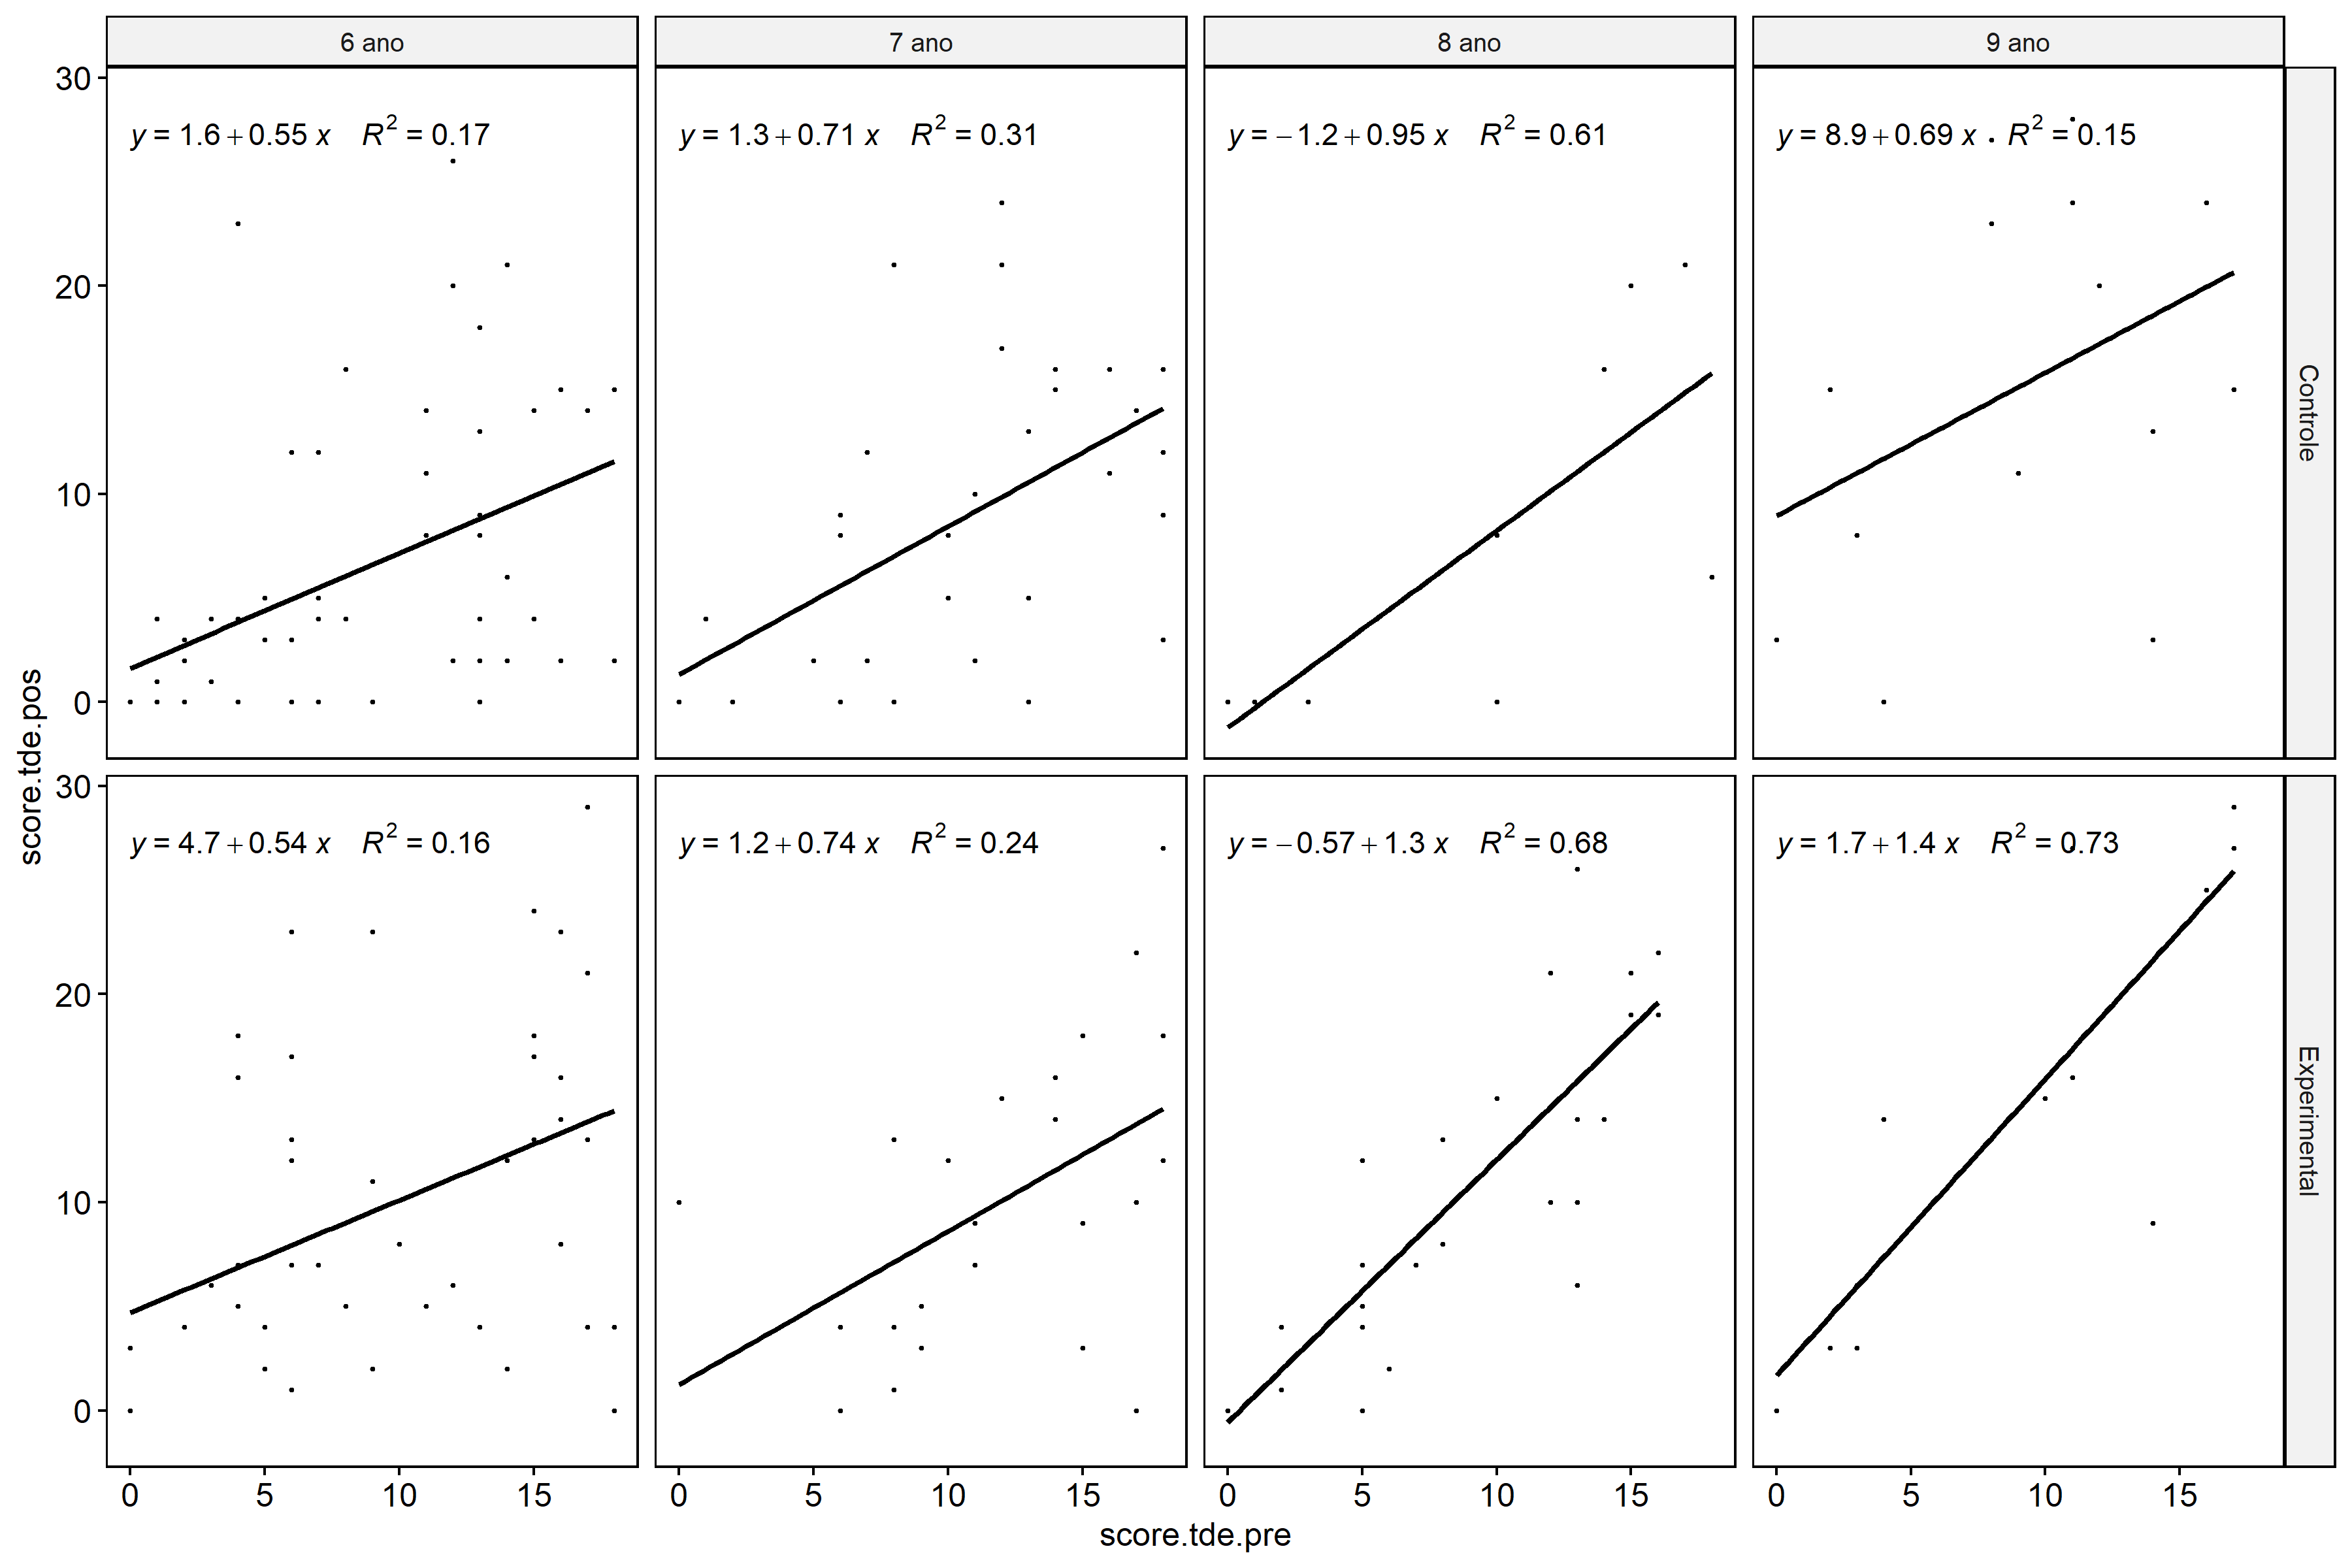 6 ano 7 ano 8 ano 9 ano
y = 1.6 + 0.55 x R² = 0.17
y = 1.3 + 0.71 x R² = 0.31
y = − 1.2 + 0.95 x R² = 0.61
y = 8.9 + 0.69 x R² = 0.15
30
20
10
0
Controle
score.tde.pos
y = 4.7 + 0.54 x R² = 0.16
y = 1.2 + 0.74 x R² = 0.24
y = − 0.57 + 1.3 x R² = 0.68
y = 1.7 + 1.4 x R² = 0.73
30
20
10
0
Experimental
0 5 10 15 0 5 10 15 0 5 10 15 0 5 10 15
score.tde.pre